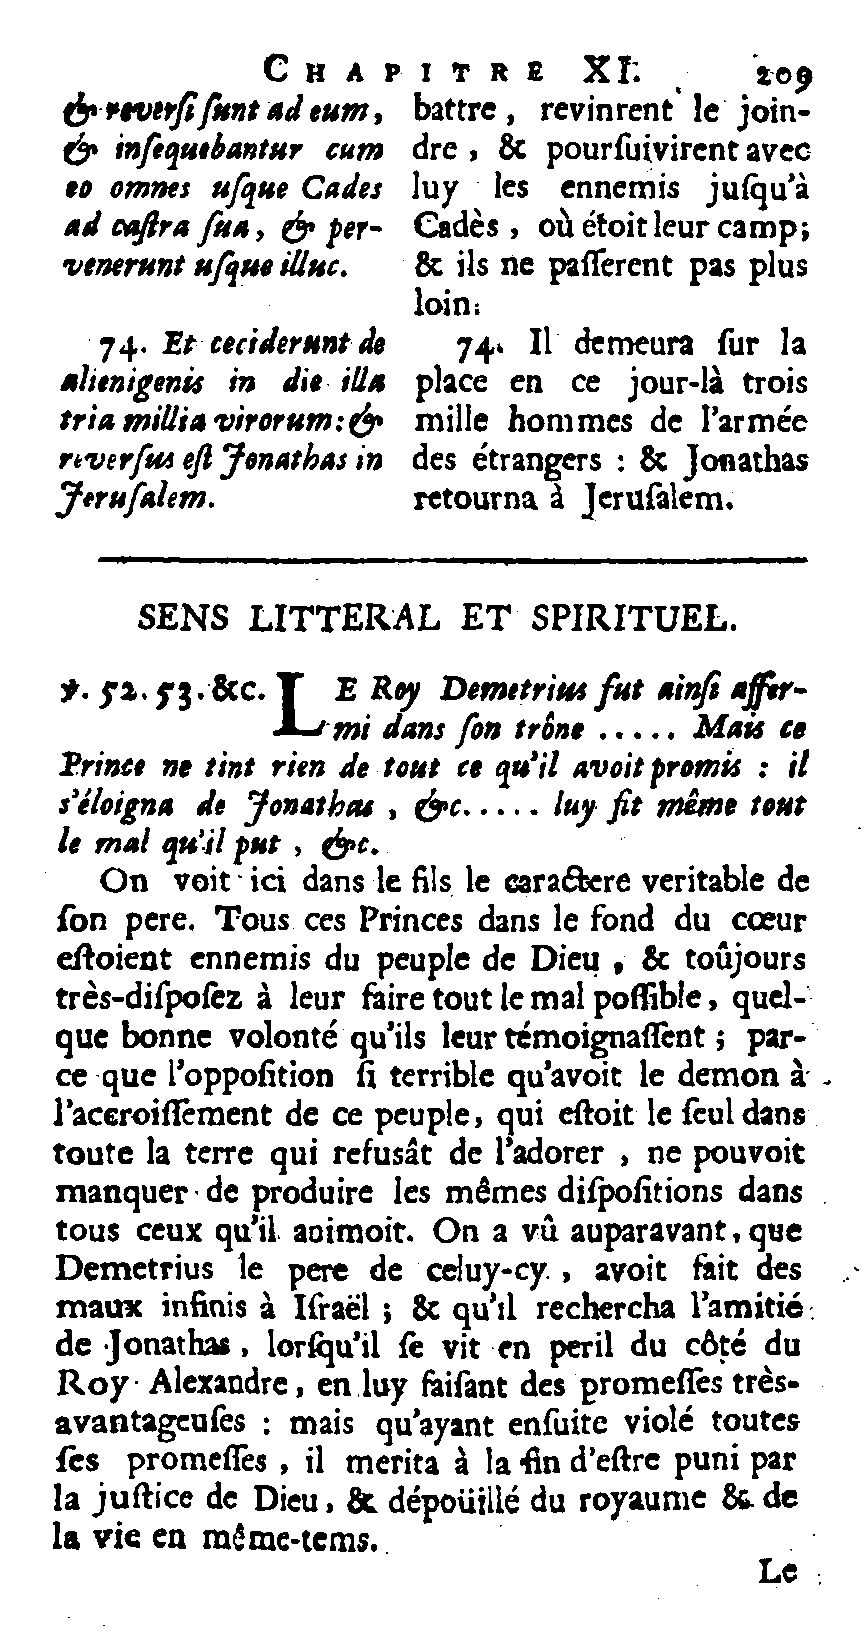 CHAPITRE XI. 209
& reverſi ſunt ad eum,
& inſequebantur cum
eo omnes uſque Cades
ad caſtra ſua, & per-
venerunt uſque illuc.
74. Et ceciderunt de
alienigenis in die illa
tria millia virorum: &
reverſus eſt Jonathas in
Jeruſalem.
battre, revinrent le join-
dre, & pourſuivirent avec
luy les ennemis juſqu'à
Cadès, où étoit leur camp;
& ils ne paſſerent pas plus
loin.
74. Il demeura ſur la
place en ce jour-là trois
mille hommes de l'armée
des étrangers : & Jonathas
retourna à Jeruſalem.
SENS LITTERAL ET SPIRITUEL.
℣. 52. 53. &c. LE Roy Demetrius fut ainſi affer-
mi dans ſon trône ..... Mais ce
Prince ne tint rien de tout ce qu'il avoit promis : il
s'éloigna de Jonathas, &c..... luy fit même tout
le mal qu'il put, &c.
On voit ici dans le fils le caractere veritable de
ſon pere. Tous ces Princes dans le fond du cœur
eſtoient ennemis du peuple de Dieu, & toûjours
très-diſpoſez à leur faire tout le mal poſſible, quel-
que bonne volonté qu'ils leur témoignaſſent; par-
ce que l'oppoſition ſi terrible qu'avoit le demon à
l'accroiſſement de ce peuple, qui eſtoit le ſeul dans
toute la terre qui refusât de l'adorer, ne pouvoit
manquer de produire les mêmes diſpoſitions dans
tous ceux qu'il animoit. On a vû auparavant, que
Demetrius le pere de celuy-cy, avoit fait des
maux infinis à Iſraël ; & qu'il rechercha l'amitié
de Jonathas, lorſqu'il ſe vit en peril du côté du
Roy Alexandre, en luy faiſant des promeſſes très-
avantageuſes : mais qu'ayant enſuite violé toutes
ſes promeſſes, il merita à la fin d'eſtre puni par
la juſtice de Dieu, & dépoüillé du royaume & de
la vie en même-tems.
Le